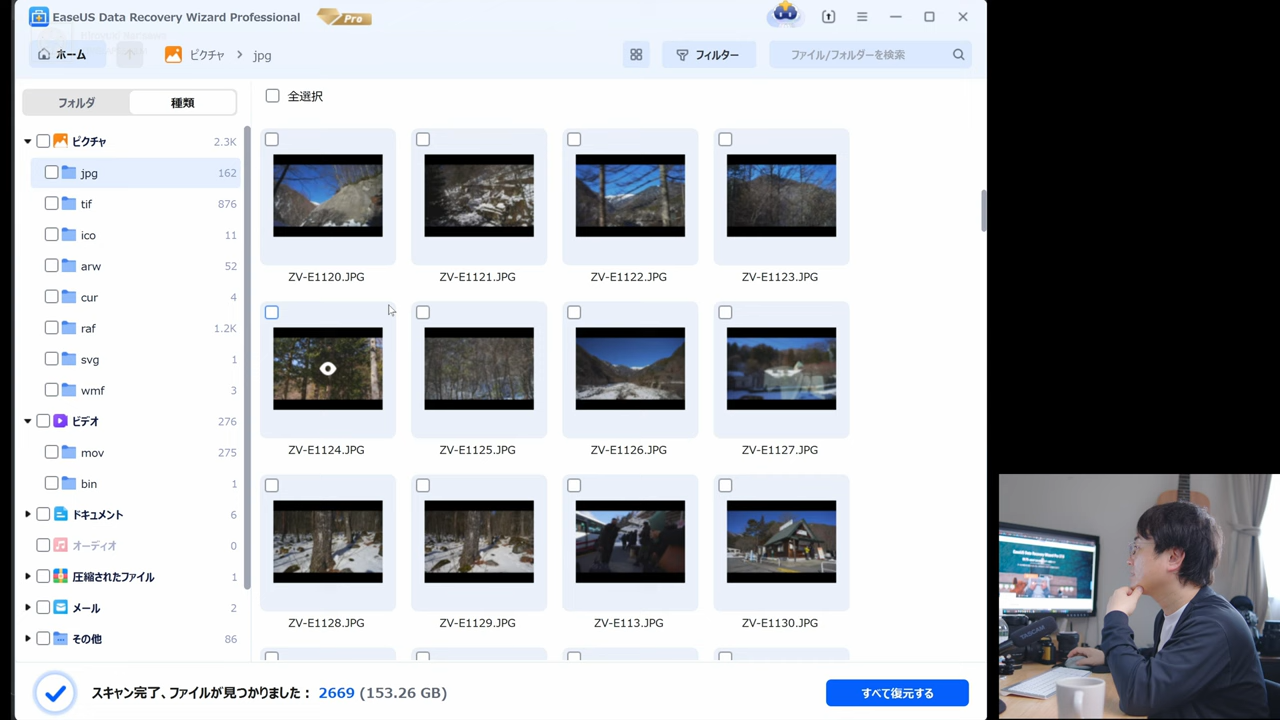 EaseUS Data Recovery Wizard Professional
Pro
ホーム
ピクチャ
jpg
フィルター
ファイル/フォルダーを検索
フォルダ
種類
全選択
ピクチャ 2.3K
jpg 162
tif 876
ico 11
arw 52
cur 4
raf 1.2K
svg 1
wmf 3
ビデオ 276
mov 275
bin 1
ドキュメント 6
オーディオ 0
圧縮されたファイル 1
メール 2
その他 86
ZV-E1120.JPG
ZV-E1121.JPG
ZV-E1122.JPG
ZV-E1123.JPG
ZV-E1124.JPG
ZV-E1125.JPG
ZV-E1126.JPG
ZV-E1127.JPG
ZV-E1128.JPG
ZV-E1129.JPG
ZV-E113.JPG
ZV-E1130.JPG
スキャン完了、ファイルが見つかりました： 2669 (153.26 GB)
すべて復元する
TASCAM